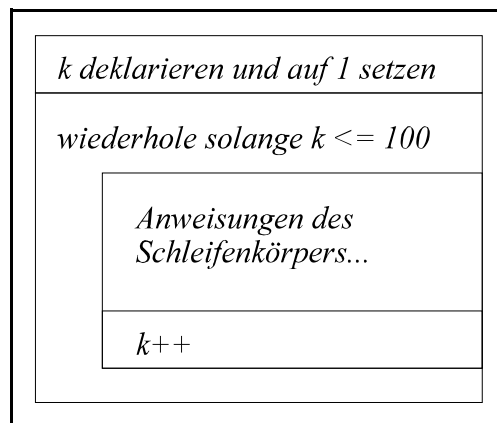 k deklarieren und auf 1 setzen
wiederhole solange k <= 100
Anweisungen des
Schleifenkörpers...
k++